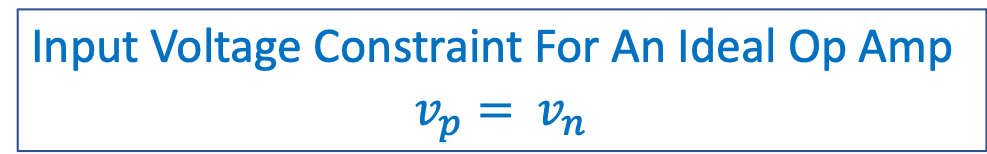 Input Voltage Constraint For An Ideal Op Amp
𝑣ₚ = 𝑣ₙ